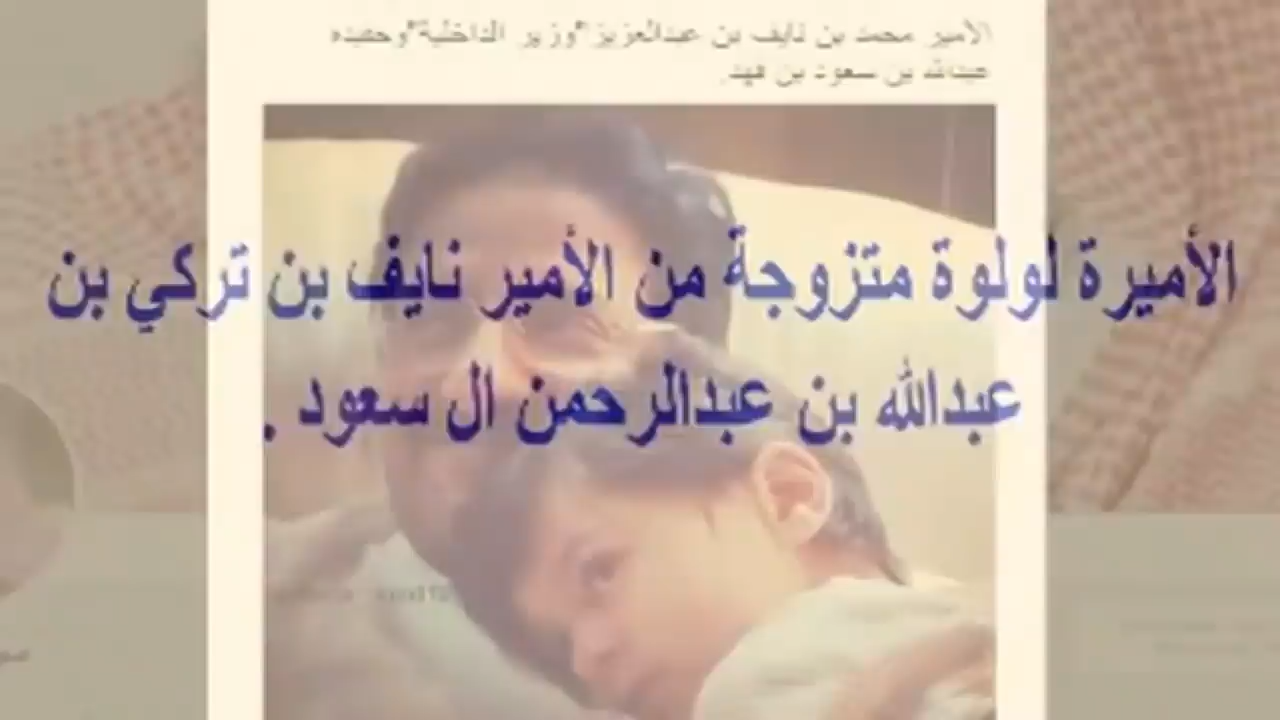 الأمير محمد بن نايف بن عبدالعزيز"وزير الداخلية"وحفيده
عبدالله بن سعود بن فهد.
الأميرة لولوة متزوجة من الأمير نايف بن تركي بن
عبدالله بن عبدالرحمن ال سعود .